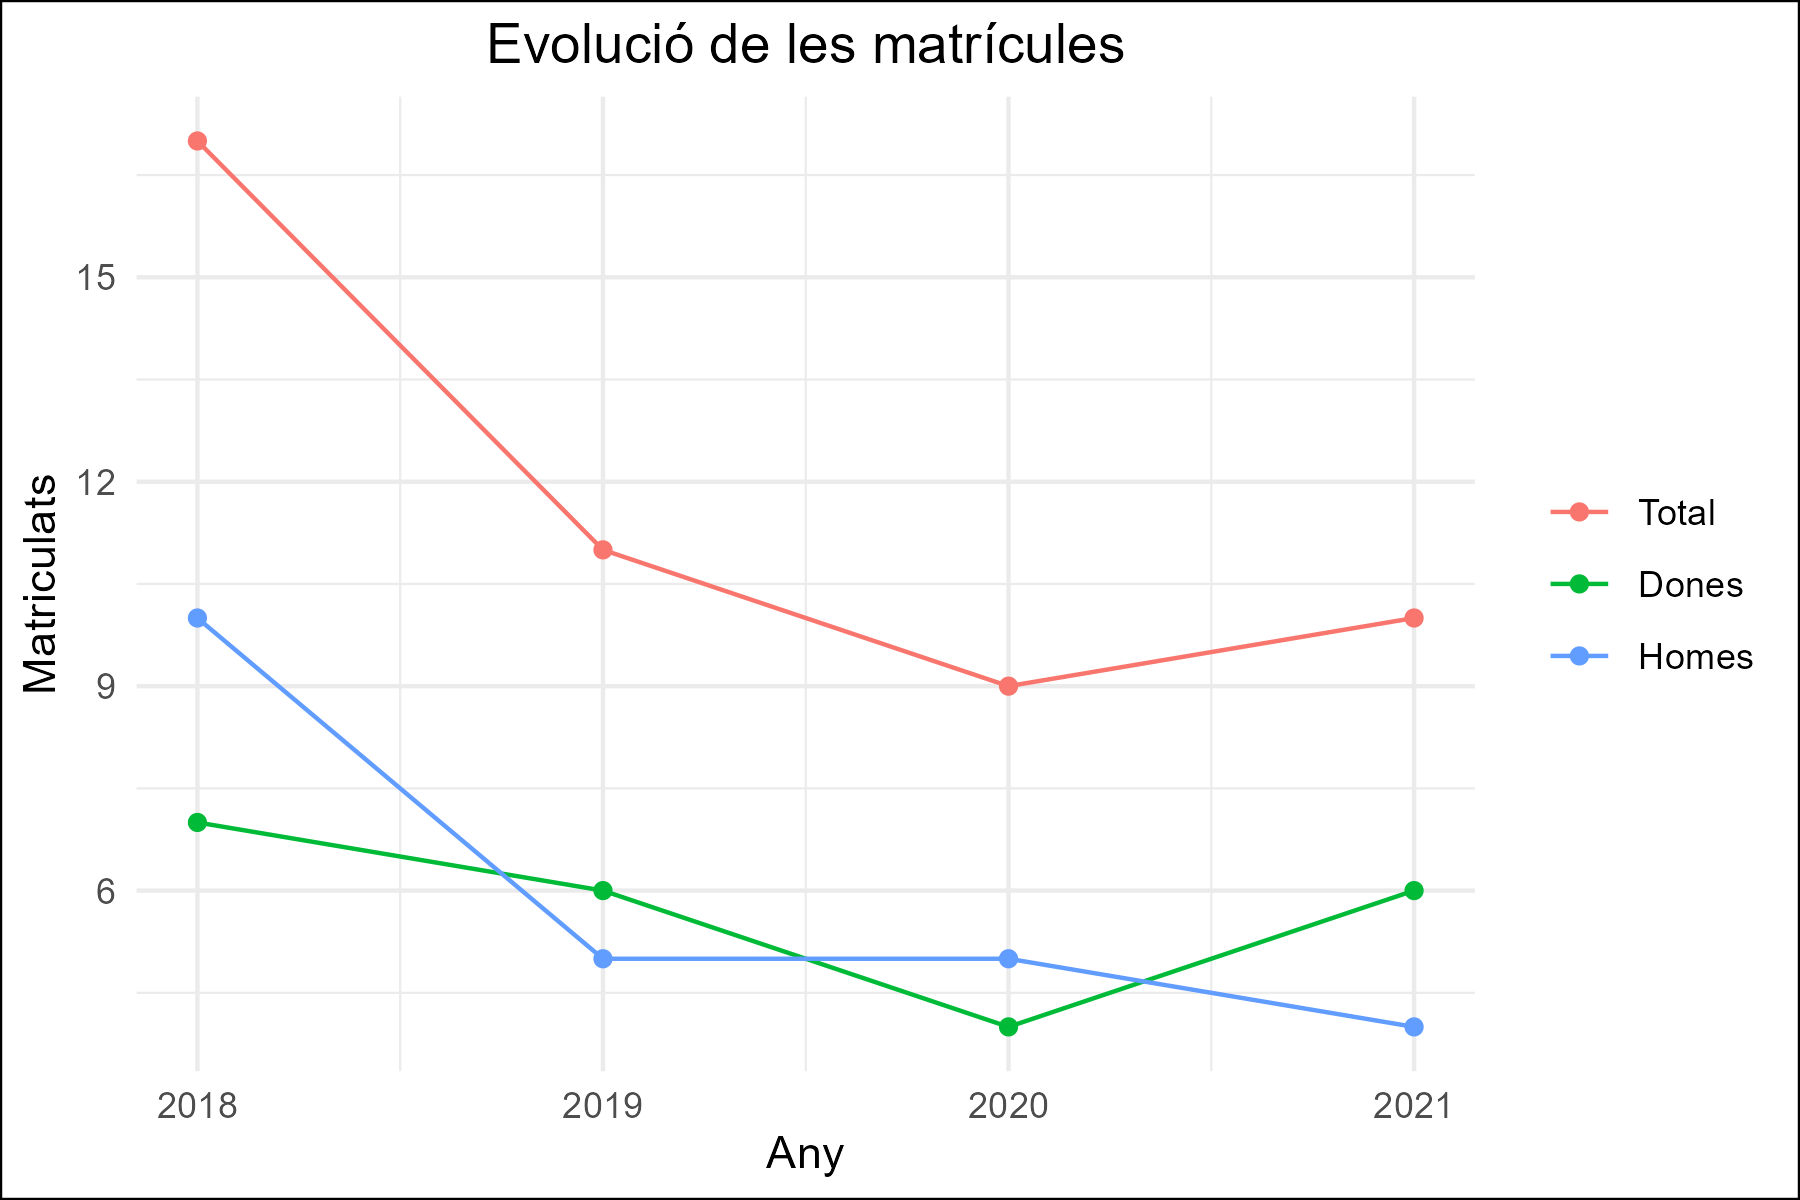 Evolució de les matrícules
Matriculats
15
12
9
6
2018 2019 2020 2021
Any
Total
Dones
Homes